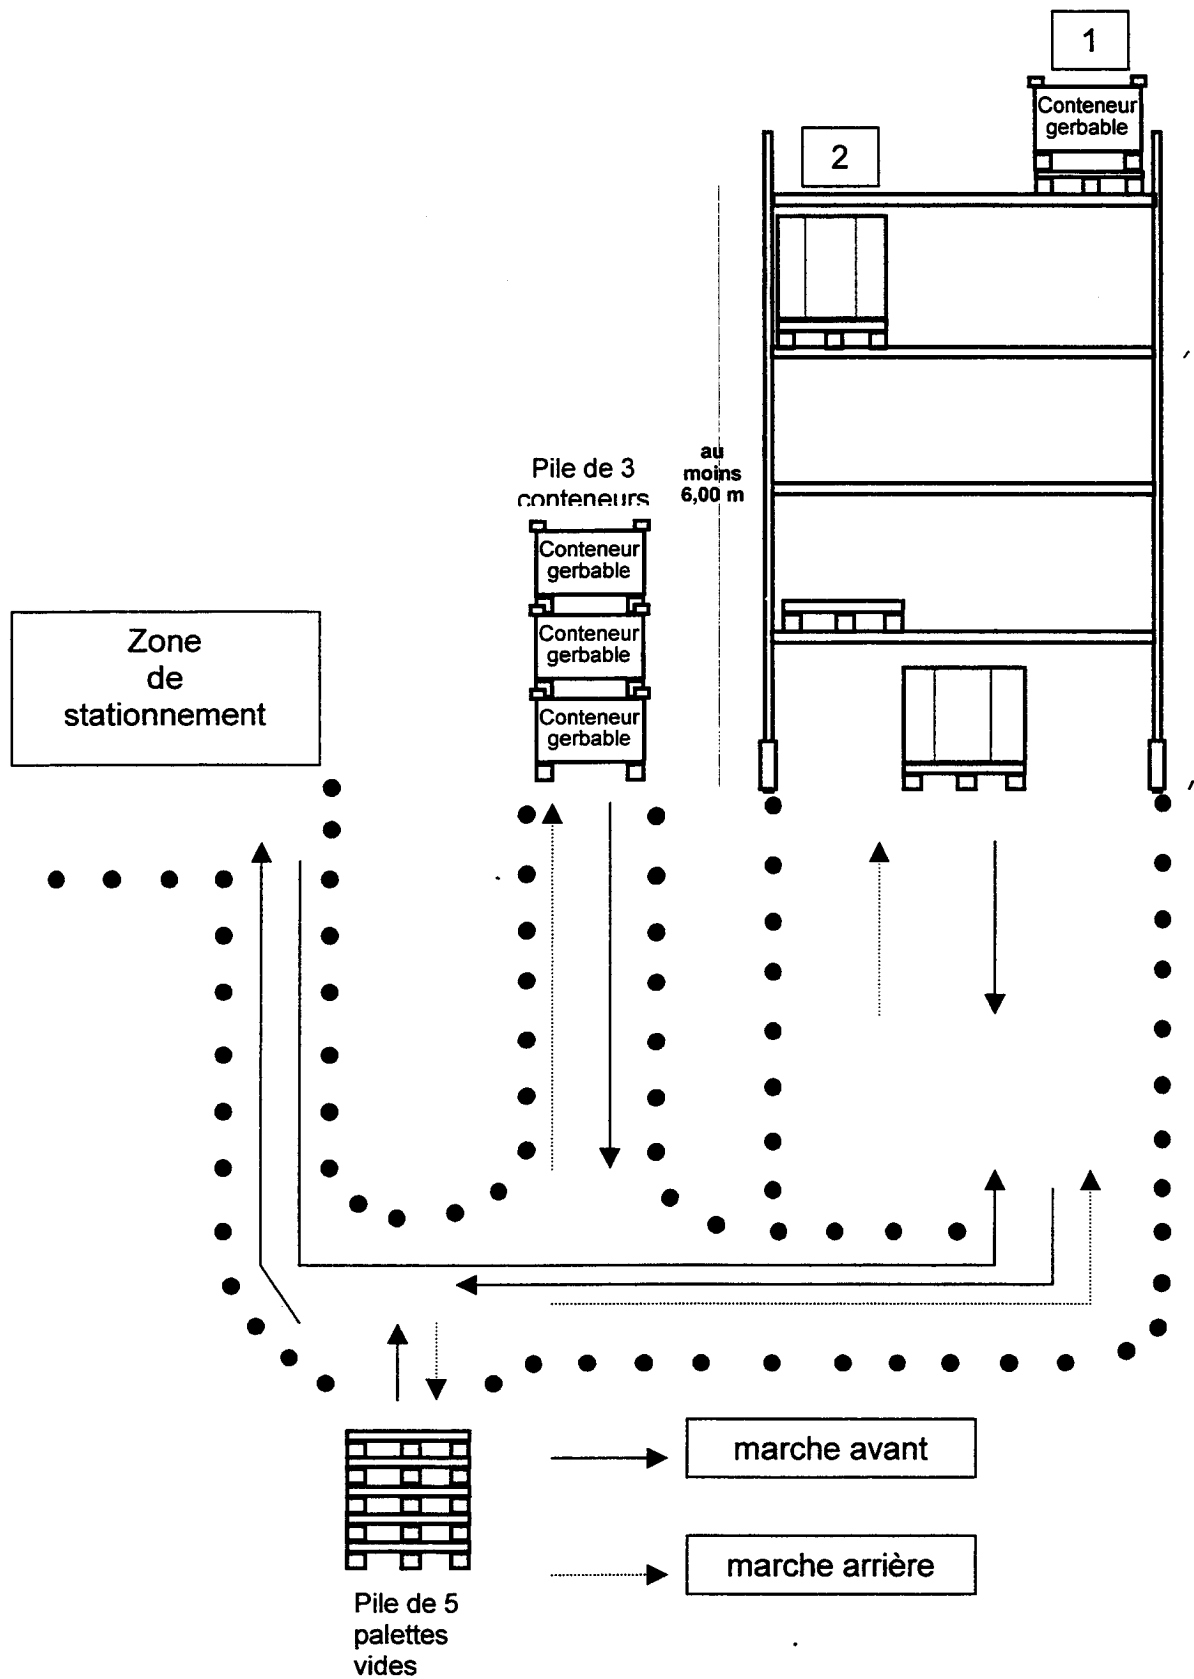 1
Conteneur
gerbable
2
au
moins
6,00 m
Pile de 3
conteneurs
Conteneur
gerbable
Conteneur
gerbable
Conteneur
gerbable
Zone
de
stationnement
marche avant
marche arrière
Pile de 5
palettes
vides